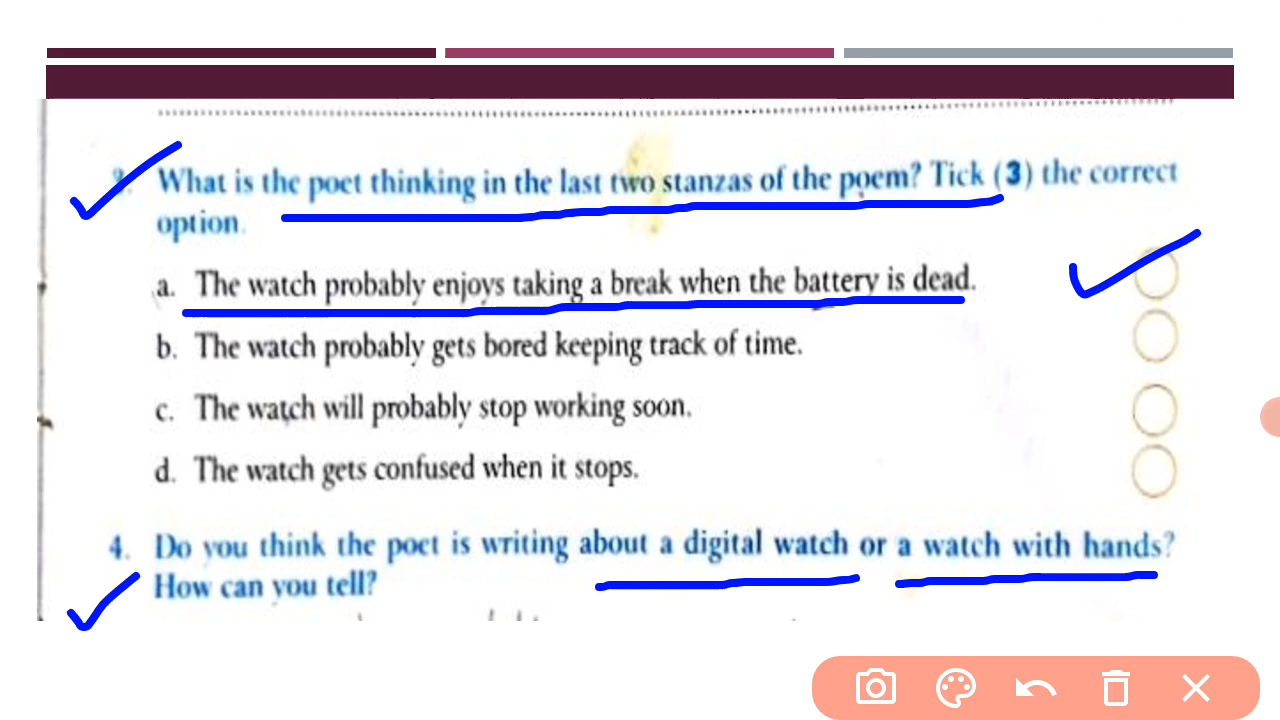 What is the poet thinking in the last two stanzas of the poem? Tick (3) the correct
option.
a. The watch probably enjoys taking a break when the battery is dead.
b. The watch probably gets bored keeping track of time.
c. The watch will probably stop working soon.
d. The watch gets confused when it stops.
4. Do you think the poet is writing about a digital watch or a watch with hands?
How can you tell?